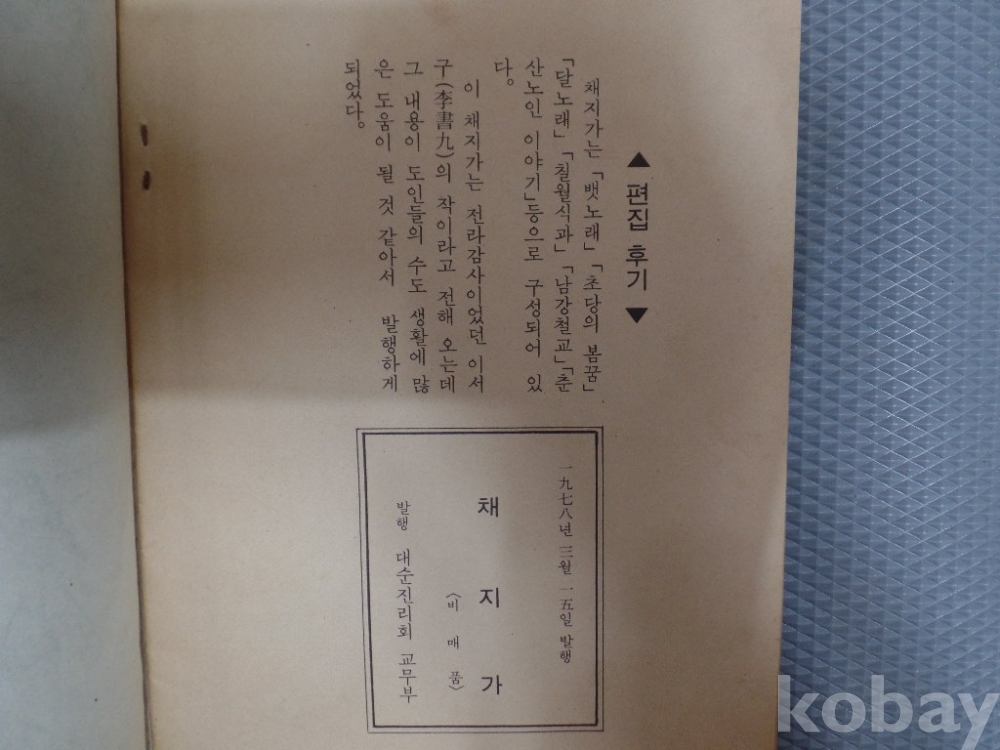 ▲ 편집 후기 ▼
채지가는 「뱃노래」 「초당의 봄꿈」
「달노래」 「칠월식과」 「남강철교」 「춘
산노인 이야기」 등으로 구성되어 있
다。
이 채지가는 전라감사이었던 이서
구(李書九)의 작이라고 전해 오는데
그 내용이 도인들의 수도 생활에 많
은 도움이 될 것 같아서 발행하게
되었다。
一九七八년 三월 一五일 발행
채지가
〈비매품〉
발행 대순진리회 교무부
kobay